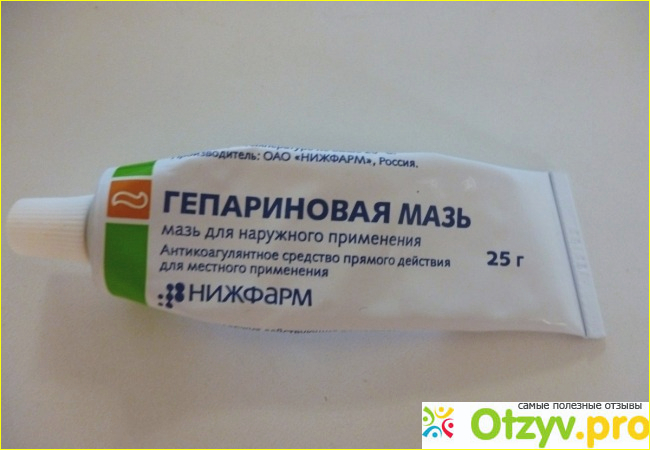 Производитель: ОАО «НИЖФАРМ», Россия.
ГЕПАРИНОВАЯ МАЗЬ
мазь для наружного применения
25 г
Антикоагулянтное средство прямого действия
для местного применения
НИЖФАРМ
самые полезные отзывы
Otzyv.pro